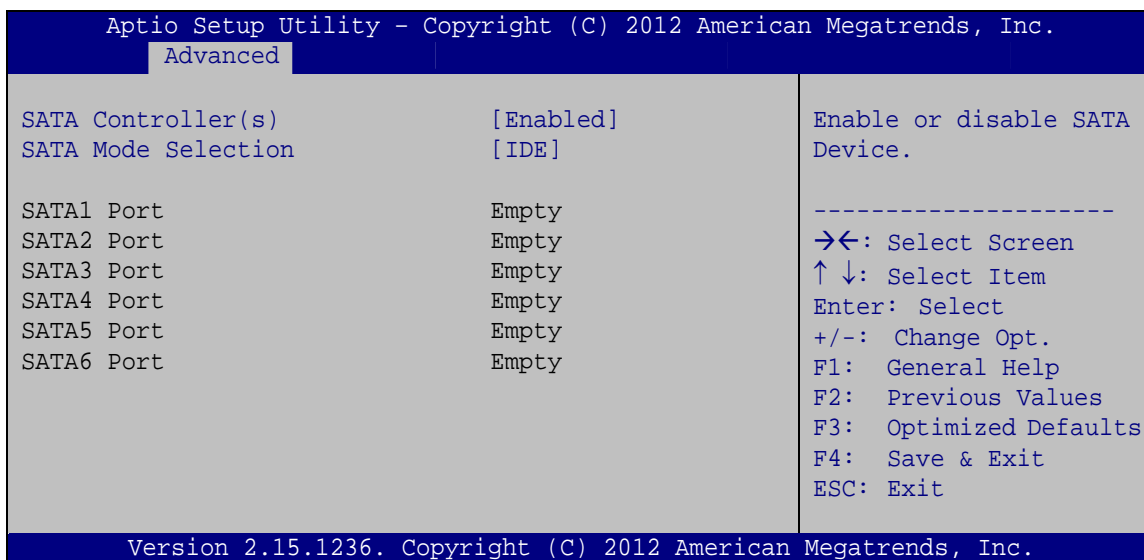 Aptio Setup Utility – Copyright (C) 2012 American Megatrends, Inc.
Advanced
SATA Controller(s) [Enabled]
SATA Mode Selection [IDE]
SATA1 Port Empty
SATA2 Port Empty
SATA3 Port Empty
SATA4 Port Empty
SATA5 Port Empty
SATA6 Port Empty
Enable or disable SATA
Device.
---------------------
→←: Select Screen
↑ ↓: Select Item
Enter: Select
+/-: Change Opt.
F1: General Help
F2: Previous Values
F3: Optimized Defaults
F4: Save & Exit
ESC: Exit
Version 2.15.1236. Copyright (C) 2012 American Megatrends, Inc.